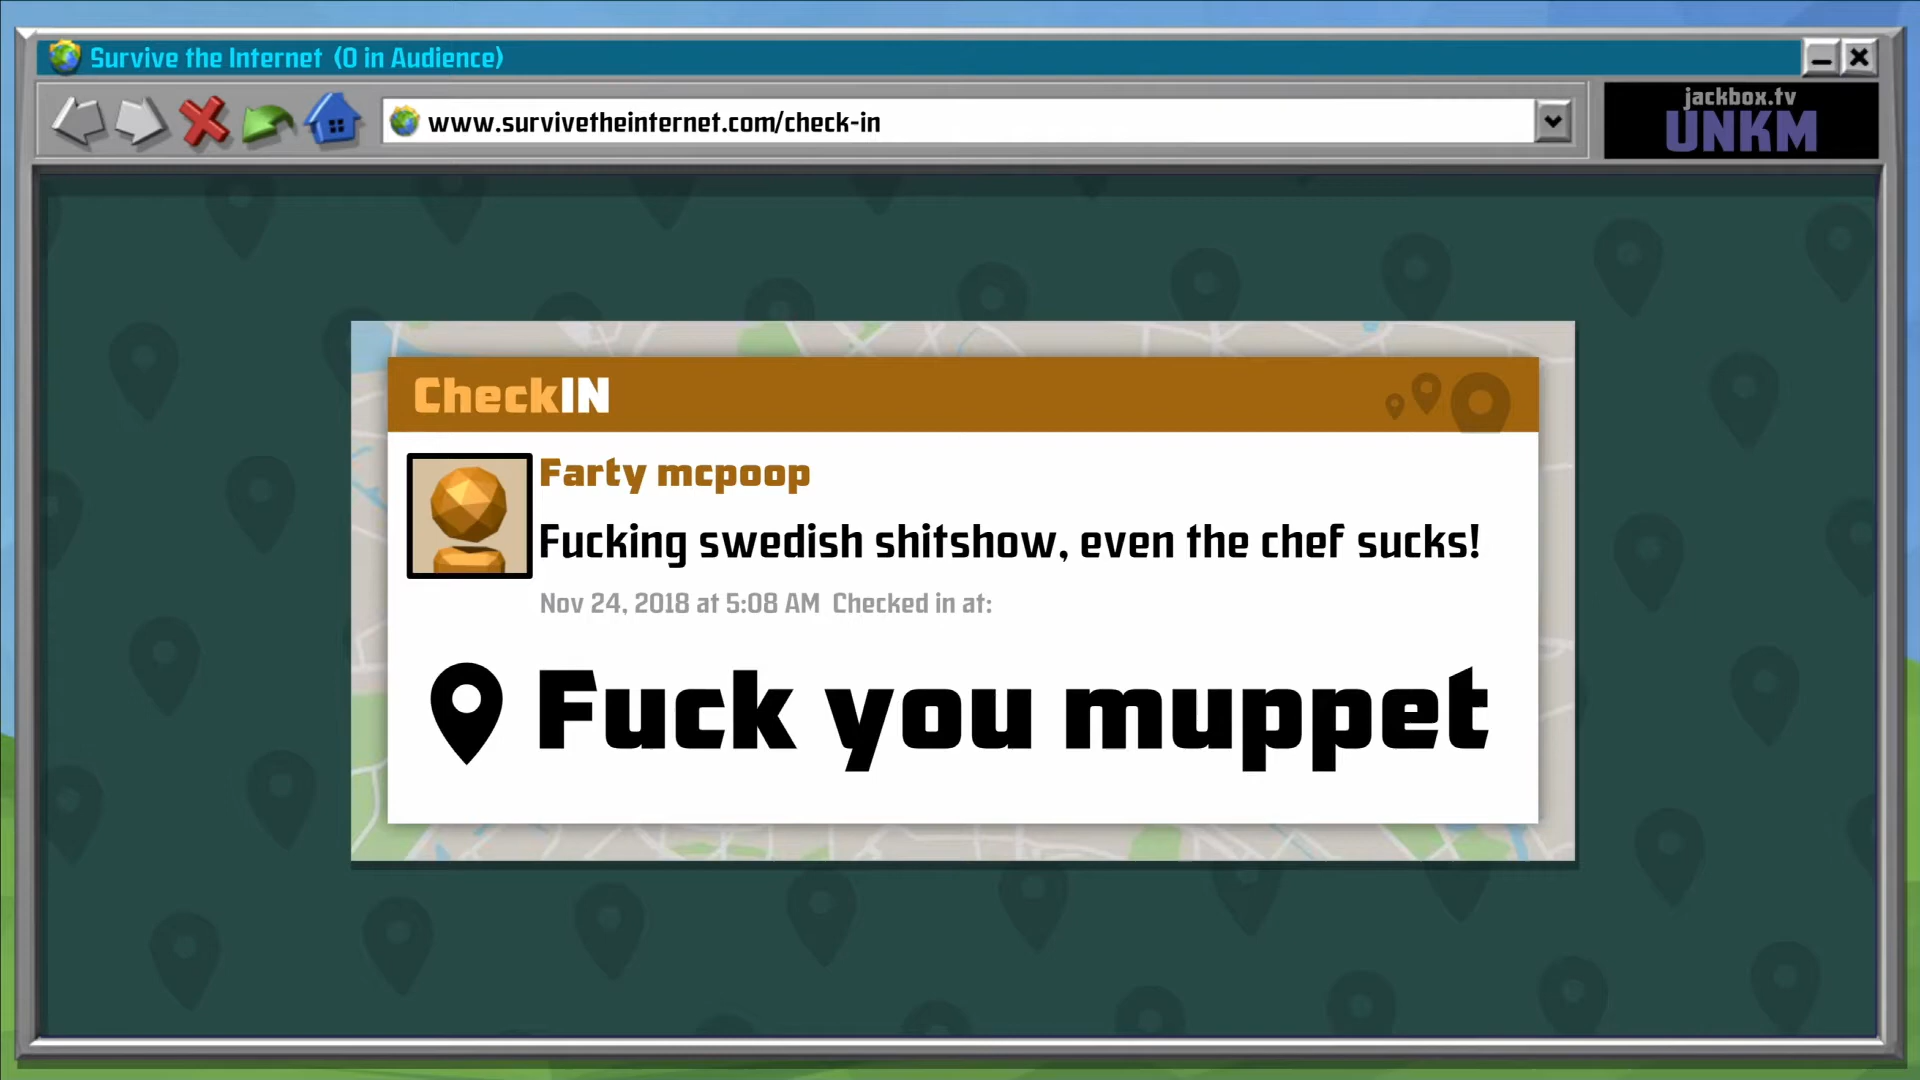 Survive the Internet (0 in Audience)
www.survivetheinternet.com/check-in
jackbox.tv
UNKM
CheckIN
Farty mcpoop
Fucking swedish shitshow, even the chef sucks!
Nov 24, 2018 at 5:08 AM Checked in at:
Fuck you muppet